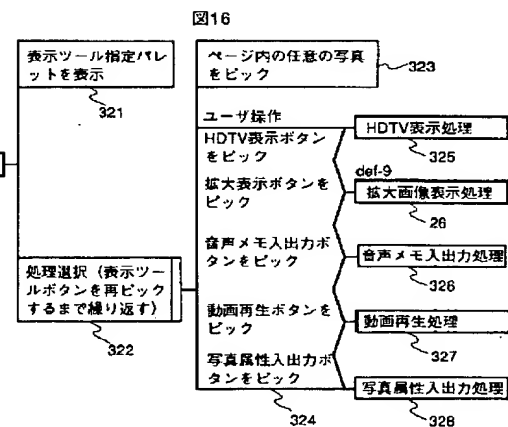 図16
表示ツール指定パレ
ットを表示
321
ページ内の任意の写真
をピック
323
ユーザ操作
HDTV表示ボタン
をピック
HDTV表示処理
325
def-9
拡大表示ボタンを
ピック
拡大画像表示処理
26
音声メモ入出力ボ
タンをピック
音声メモ入出力処理
326
処理選択（表示ツー
ルボタンを再ピック
するまで繰り返す）
322
動画再生ボタンを
ピック
動画再生処理
327
写真属性入出力ボ
タンをピック
324
写真属性入出力処理
328